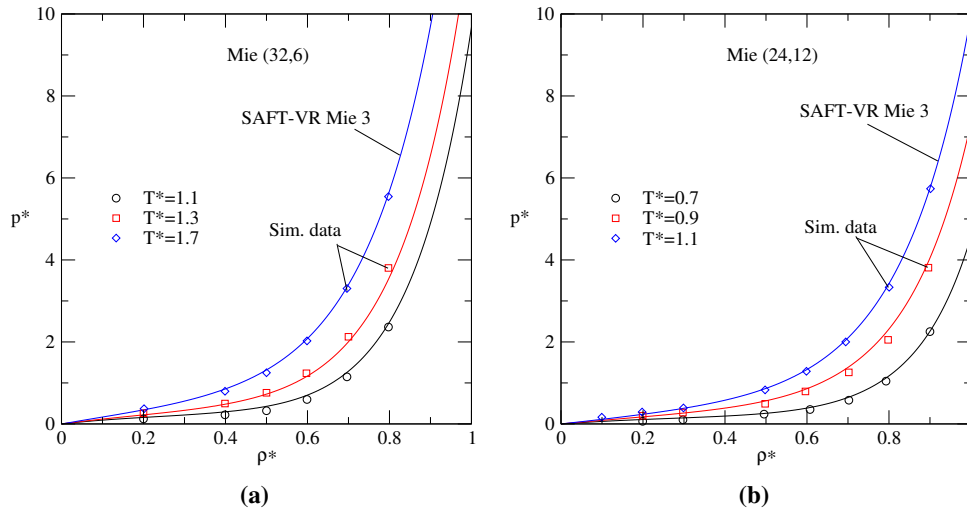 10
Mie (32,6)
8
SAFT-VR Mie 3
6
p*
T*=1.1
T*=1.3
T*=1.7
Sim. data
4
2
0
0 0.2 0.4 0.6 0.8 1
ρ*
(a)
10
Mie (24,12)
8
SAFT-VR Mie 3
6
p*
T*=0.7
T*=0.9
T*=1.1
Sim. data
4
2
0
0 0.2 0.4 0.6 0.8
ρ*
(b)